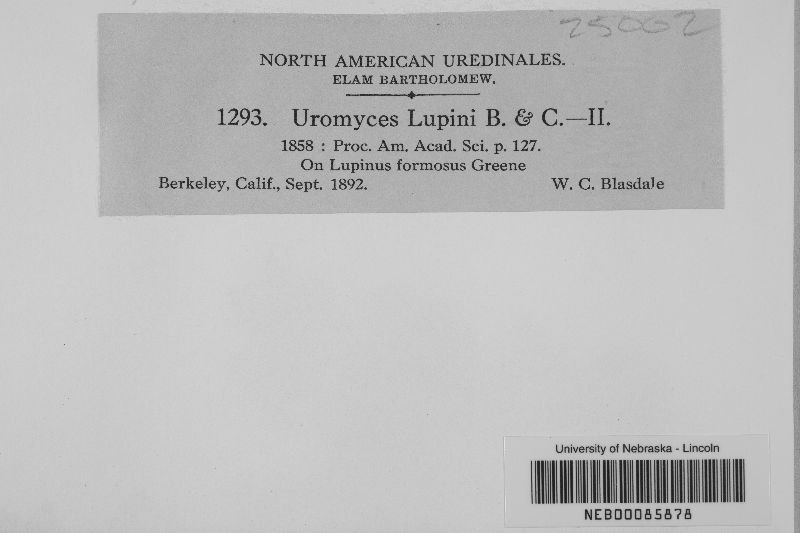 25002
NORTH AMERICAN UREDINALES.
ELAM BARTHOLOMEW.
1293. Uromyces Lupini B. & C.—II.
1858 : Proc. Am. Acad. Sci. p. 127.
On Lupinus formosus Greene
Berkeley, Calif., Sept. 1892. W. C. Blasdale
University of Nebraska - Lincoln
NEB00085878